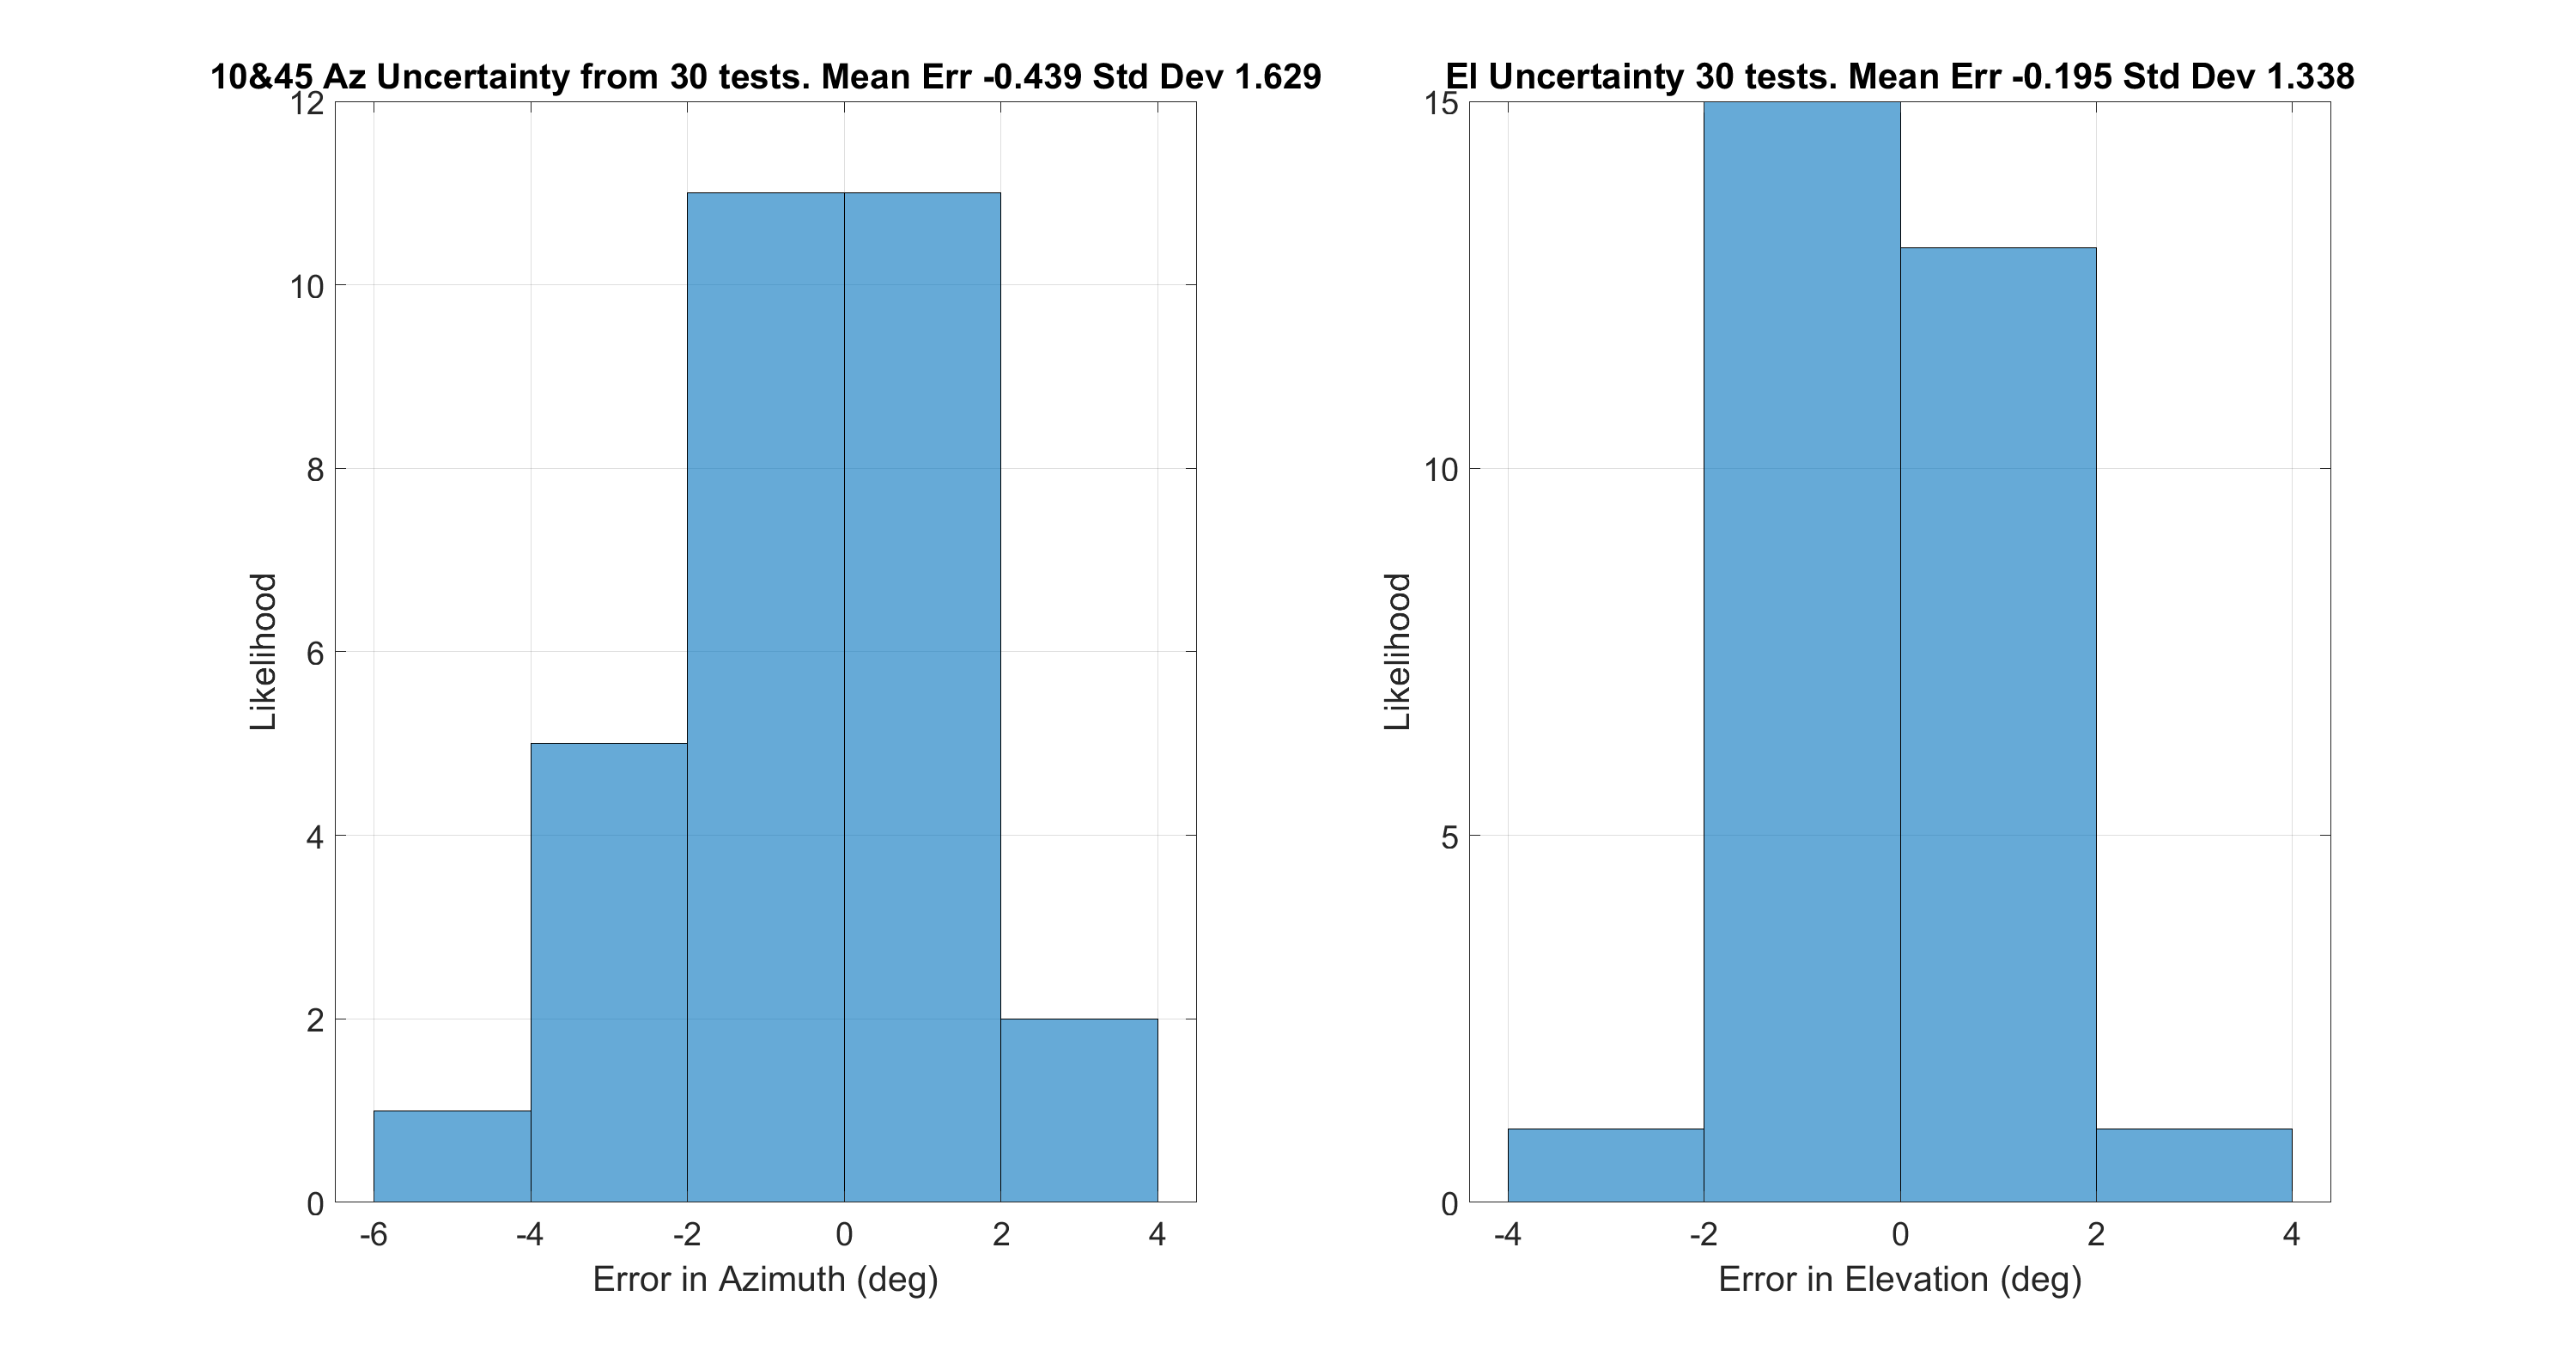 10&45 Az Uncertainty from 30 tests. Mean Err -0.439 Std Dev 1.629
12
10
8
6
4
2
0
Likelihood
-6 -4 -2 0 2 4
Error in Azimuth (deg)
El Uncertainty 30 tests. Mean Err -0.195 Std Dev 1.338
15
10
5
0
Likelihood
-4 -2 0 2 4
Error in Elevation (deg)